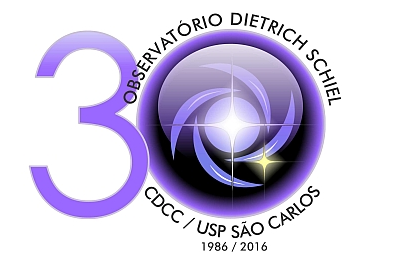 30
OBSERVATÓRIO DIETRICH SCHIEL
CDCC / USP SÃO CARLOS
1986 / 2016